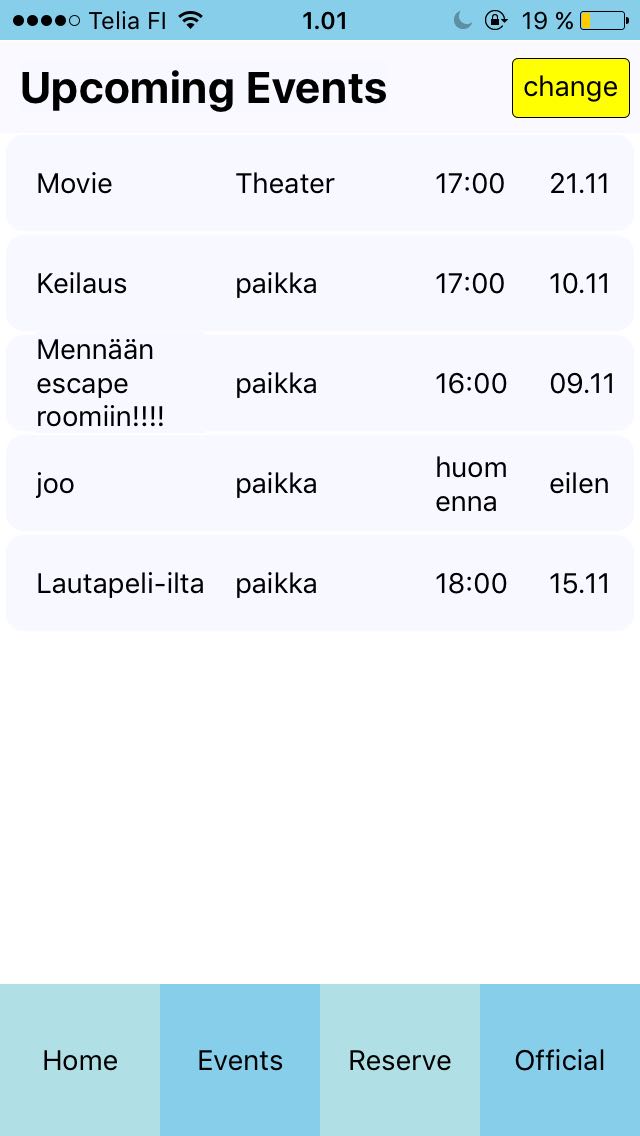 Telia FI 1.01 19 %
Upcoming Events change
Movie Theater 17:00 21.11
Keilaus paikka 17:00 10.11
Mennään
escape paikka 16:00 09.11
roomiin!!!!
joo paikka huom eilen
enna
Lautapeli-ilta paikka 18:00 15.11
Home Events Reserve Official